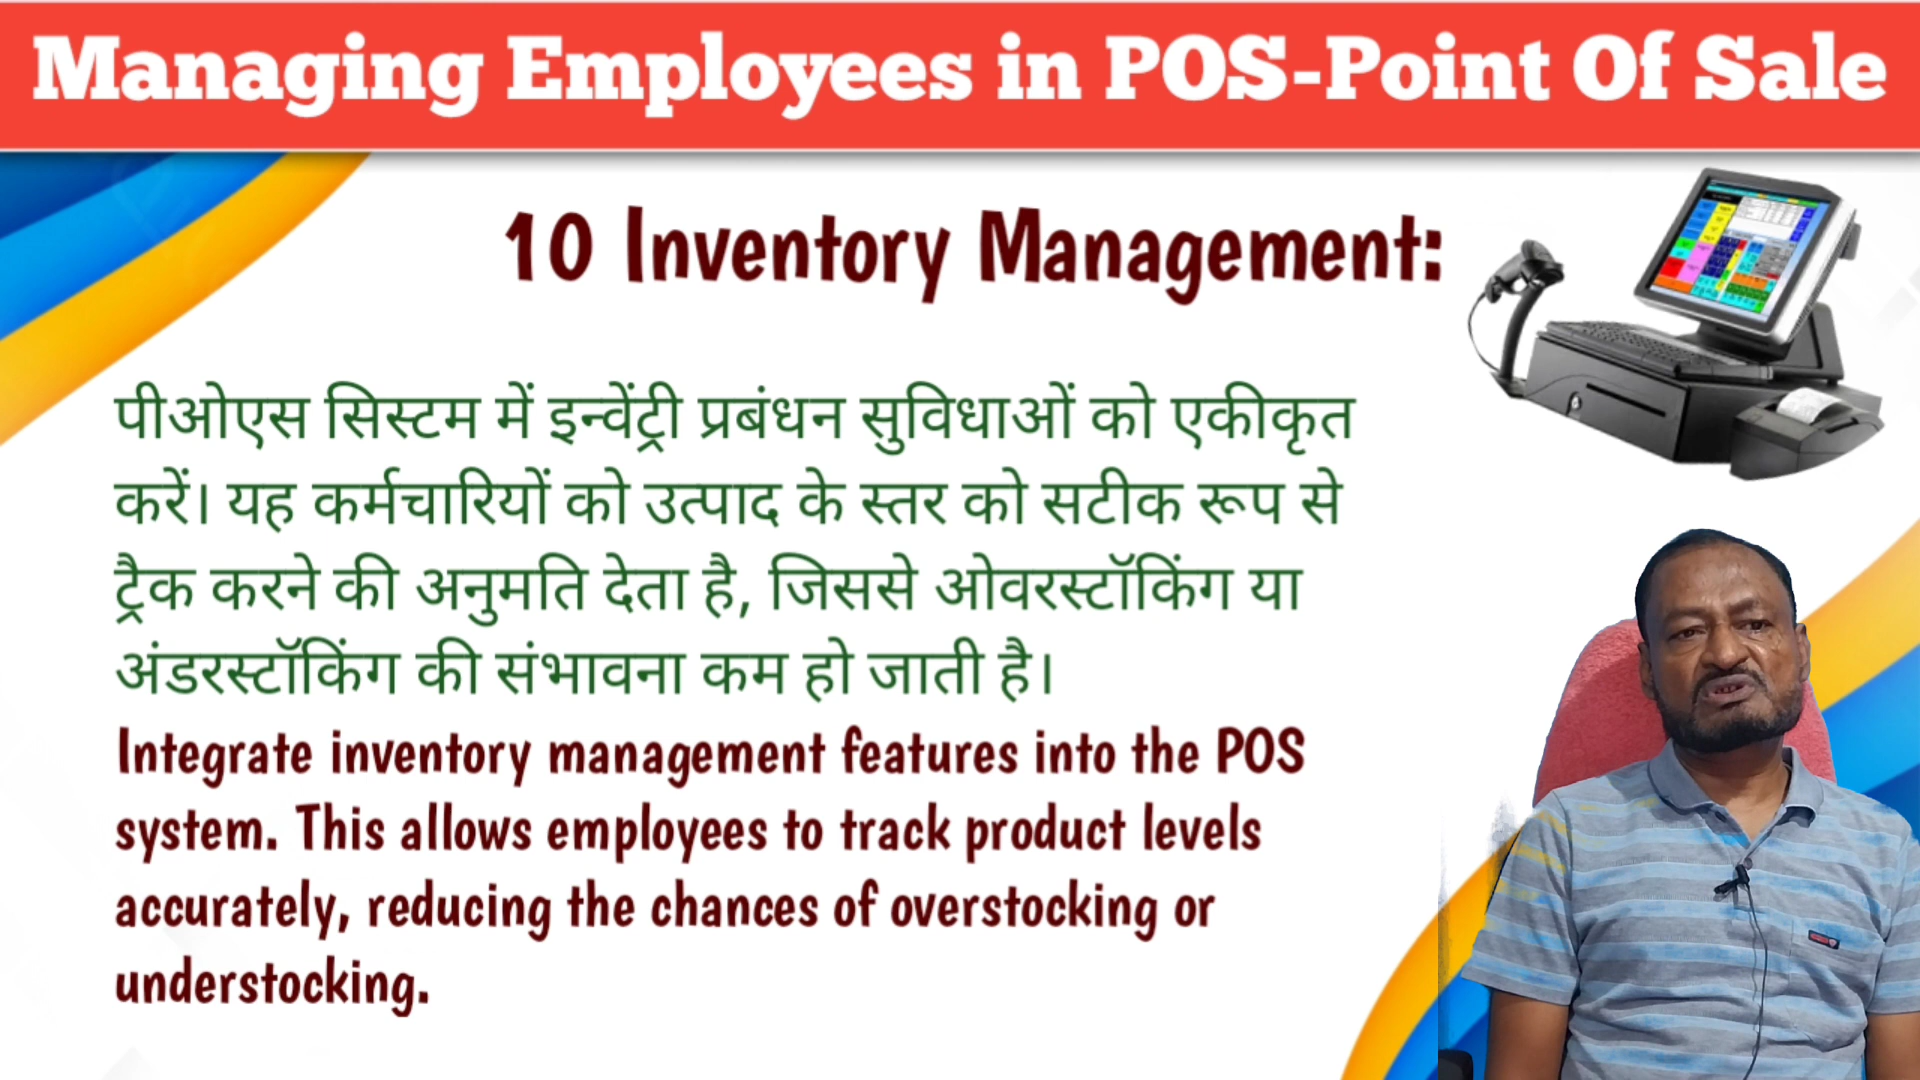 Managing Employees in POS-Point Of Sale
10 Inventory Management:
पीओएस सिस्टम में इन्वेंट्री प्रबंधन सुविधाओं को एकीकृत
करें। यह कर्मचारियों को उत्पाद के स्तर को सटीक रूप से
ट्रैक करने की अनुमति देता है, जिससे ओवरस्टॉकिंग या
अंडरस्टॉकिंग की संभावना कम हो जाती है।
Integrate inventory management features into the POS
system. This allows employees to track product levels
accurately, reducing the chances of overstocking or
understocking.